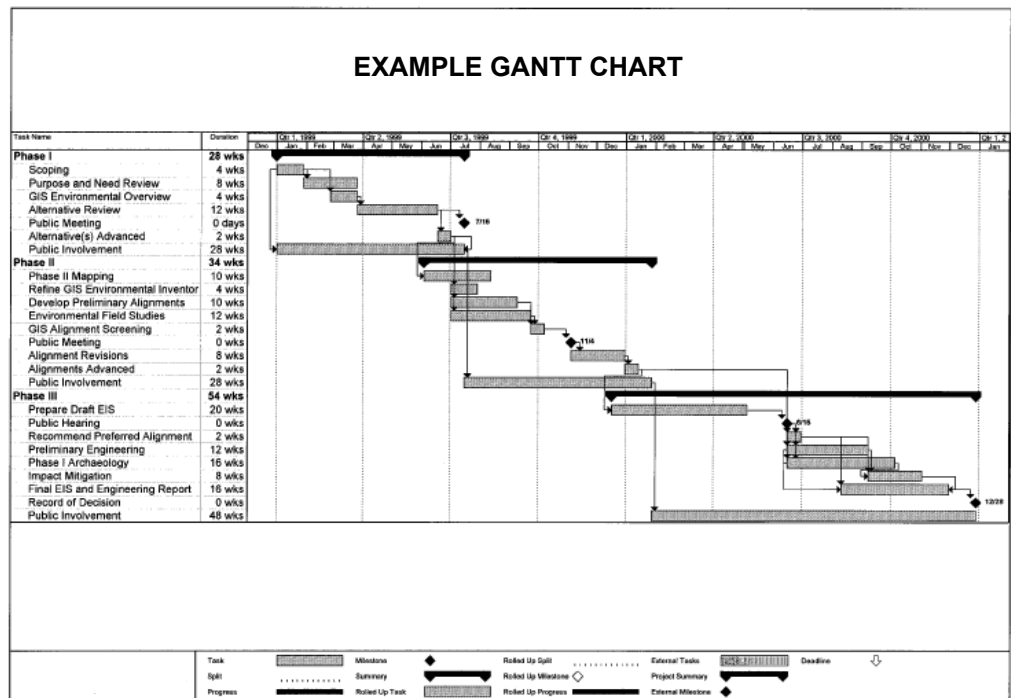 EXAMPLE GANTT CHART
Task Name Duration Qtr 1, 1999 Qtr 2, 1999 Qtr 3, 1999 Qtr 4, 1999 Qtr 1, 2000 Qtr 2, 2000 Qtr 3, 2000 Qtr 4, 2000 Qtr 1, 2
Dec Jan Feb Mar Apr May Jun Jul Aug Sep Oct Nov Dec Jan Feb Mar Apr May Jun Jul Aug Sep Oct Nov Dec Jan
Phase I 28 wks
Scoping 4 wks
Purpose and Need Review 8 wks
GIS Environmental Overview 4 wks
Alternative Review 12 wks
Public Meeting 0 days 7/16
Alternative(s) Advanced 2 wks
Public Involvement 28 wks
Phase II 34 wks
Phase II Mapping 10 wks
Refine GIS Environmental Inventor 4 wks
Develop Preliminary Alignments 10 wks
Environmental Field Studies 12 wks
GIS Alignment Screening 2 wks
Public Meeting 0 wks 11/4
Alignment Revisions 8 wks
Alignments Advanced 2 wks
Public Involvement 28 wks
Phase III 54 wks
Prepare Draft EIS 20 wks
Public Hearing 0 wks
Recommend Preferred Alignment 2 wks
Preliminary Engineering 12 wks
Phase I Archaeology 16 wks
Impact Mitigation 8 wks
Final EIS and Engineering Report 16 wks
Record of Decision 0 wks 12/28
Public Involvement 48 wks
Task Milestone Rolled Up Split External Tasks Deadline
Split Summary Rolled Up Milestone Project Summary
Progress Rolled Up Task Rolled Up Progress External Milestone